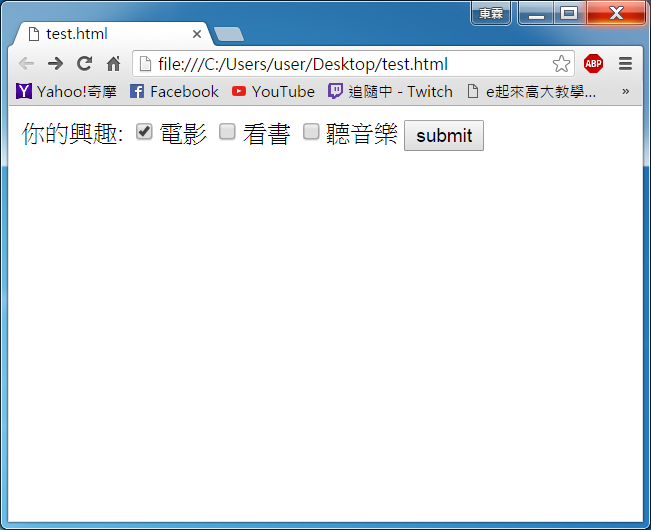 東霖
test.html
file:///C:/Users/user/Desktop/test.html
ABP
Yahoo!奇摩 Facebook YouTube 追隨中 - Twitch e起來高大教學... »
你的興趣: 電影 看書 聽音樂 submit